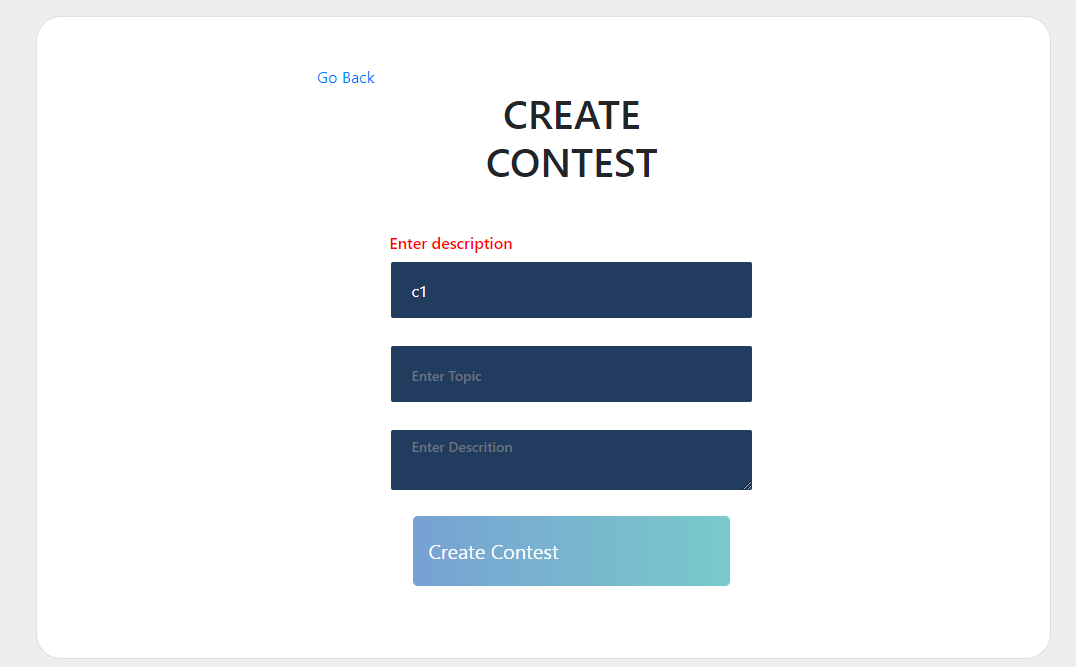 Go Back
CREATE
CONTEST
Enter description
c1
Enter Topic
Enter Descrition
Create Contest